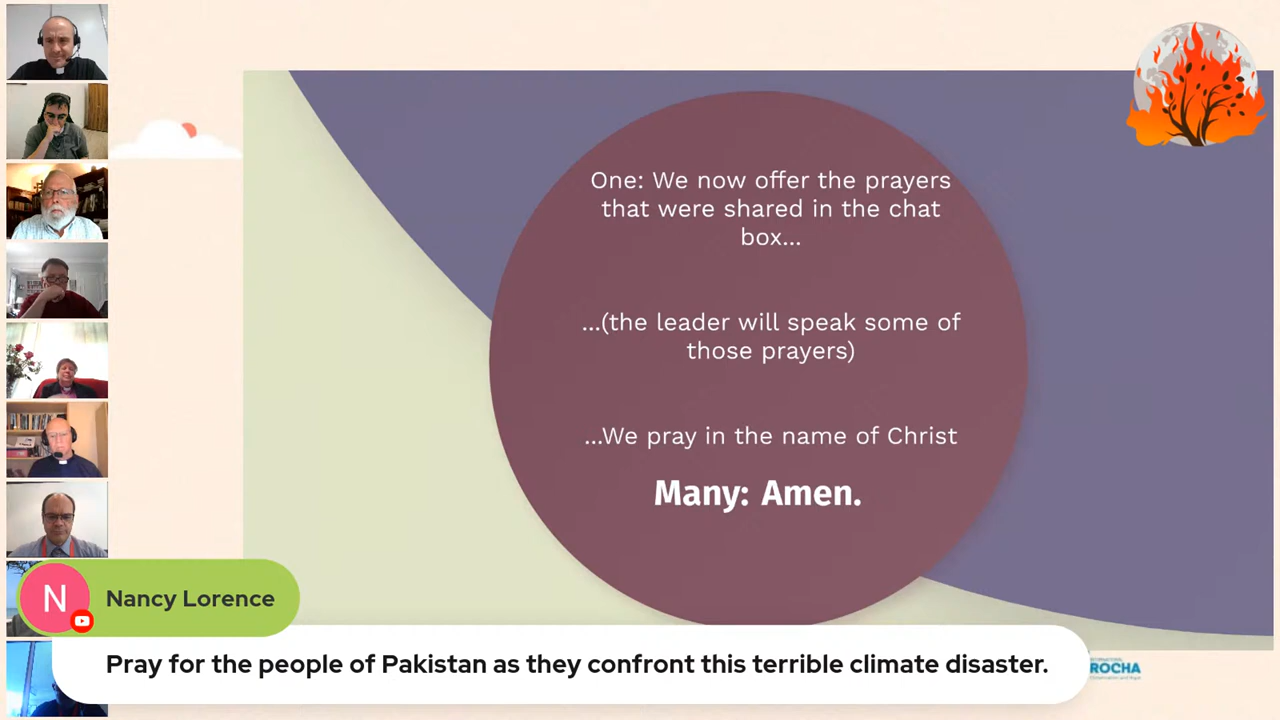 One: We now offer the prayers
that were shared in the chat
box...
...(the leader will speak some of
those prayers)
...We pray in the name of Christ
Many: Amen.
N
Nancy Lorence
Pray for the people of Pakistan as they confront this terrible climate disaster.
ROCHA